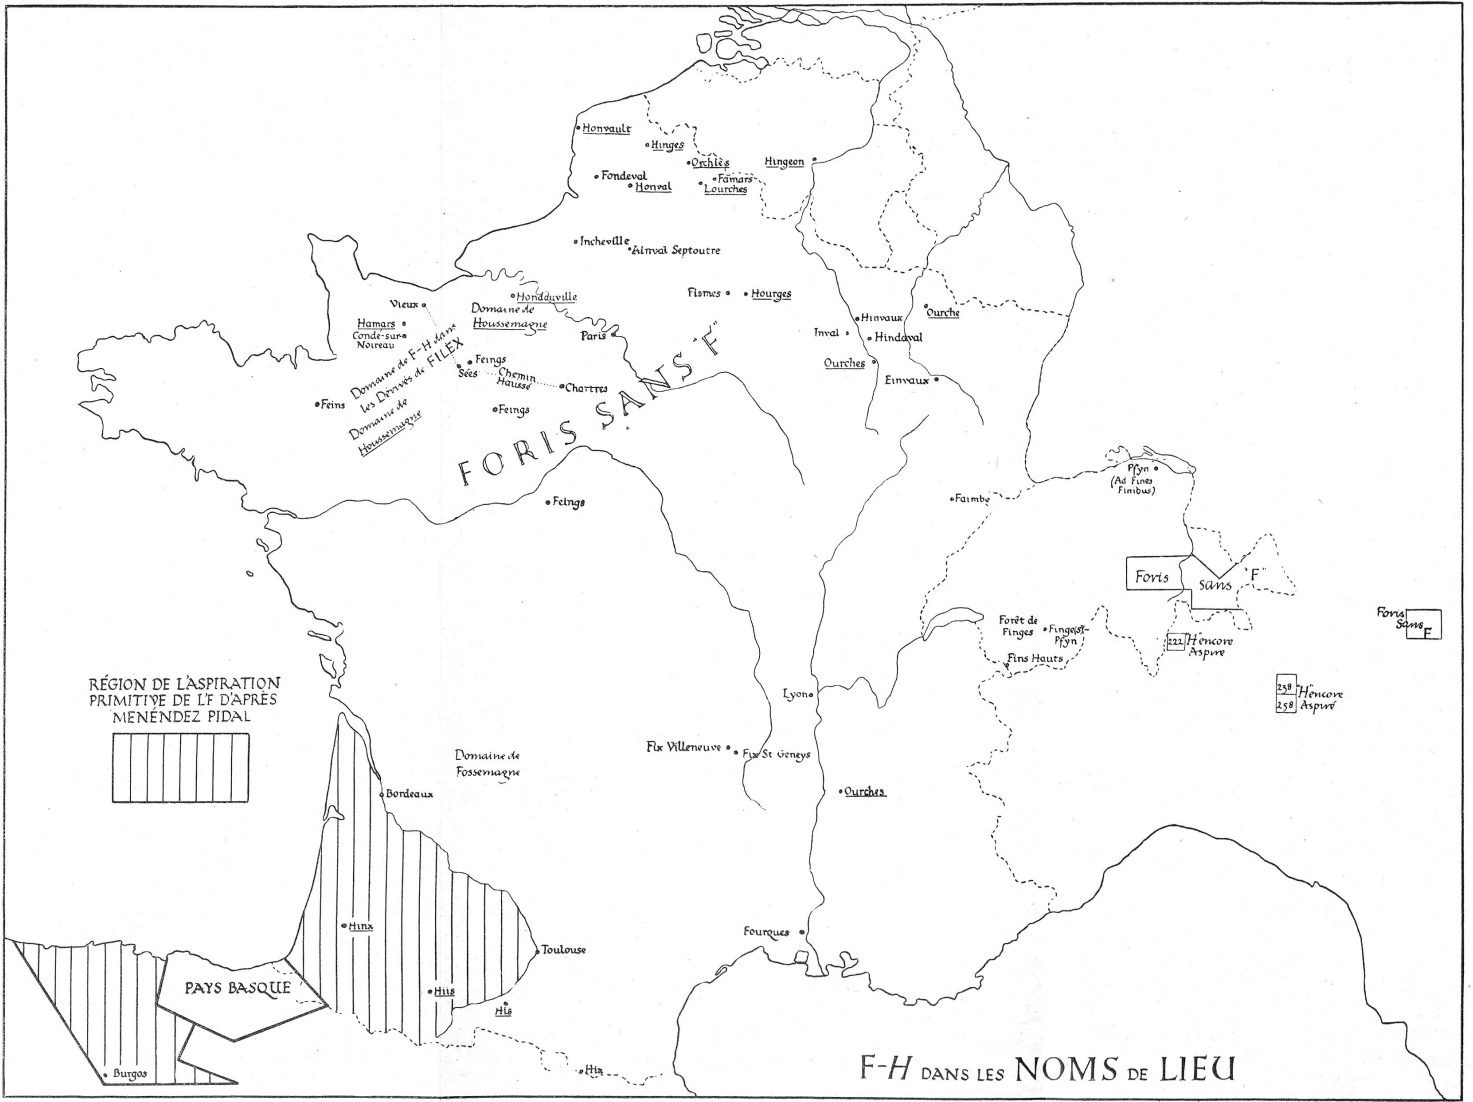 Honvault
Hinges
Orchiès
Hingeon
Fondeval
Honval
Famars
Lourches
Incheville
Ainval Septoutre
Fismes
Hourges
Vieux
Hondouville
Domaine de
Houssemagne
Hamars
Condé-sur-
Noireau
Paris
Domaine de F-H dans
les Dérivés de FILEX
Domaine de
Houssemagne
Feings
Sées
Chemin
Haussé
Chartres
Feins
Feings
FORIS SANS "F"
Hinvaux
Ourche
Inval
Hindaval
Ourches
Einvaux
Feings
Faimbe
Pfyn
(Ad Fines
Finibus)
Foris sans "F"
Foris
Sans
F
Forêt de
Finges
Finge(s)-
Pfyn
Fins Hauts
222
"H"encore
Aspiré
238
258
"H"encore
Aspiré
RÉGION DE L'ASPIRATION
PRIMITIVE DE L'F D'APRÈS
MENÉNDEZ PIDAL
Lyon
Fix Villeneuve
Fix St Geneys
Domaine de
Fossemagne
Bordeaux
Ourches
Hinx
Fourques
Toulouse
PAYS BASQUE
Hiis
His
Hix
Burgos
F-H DANS LES NOMS DE LIEU